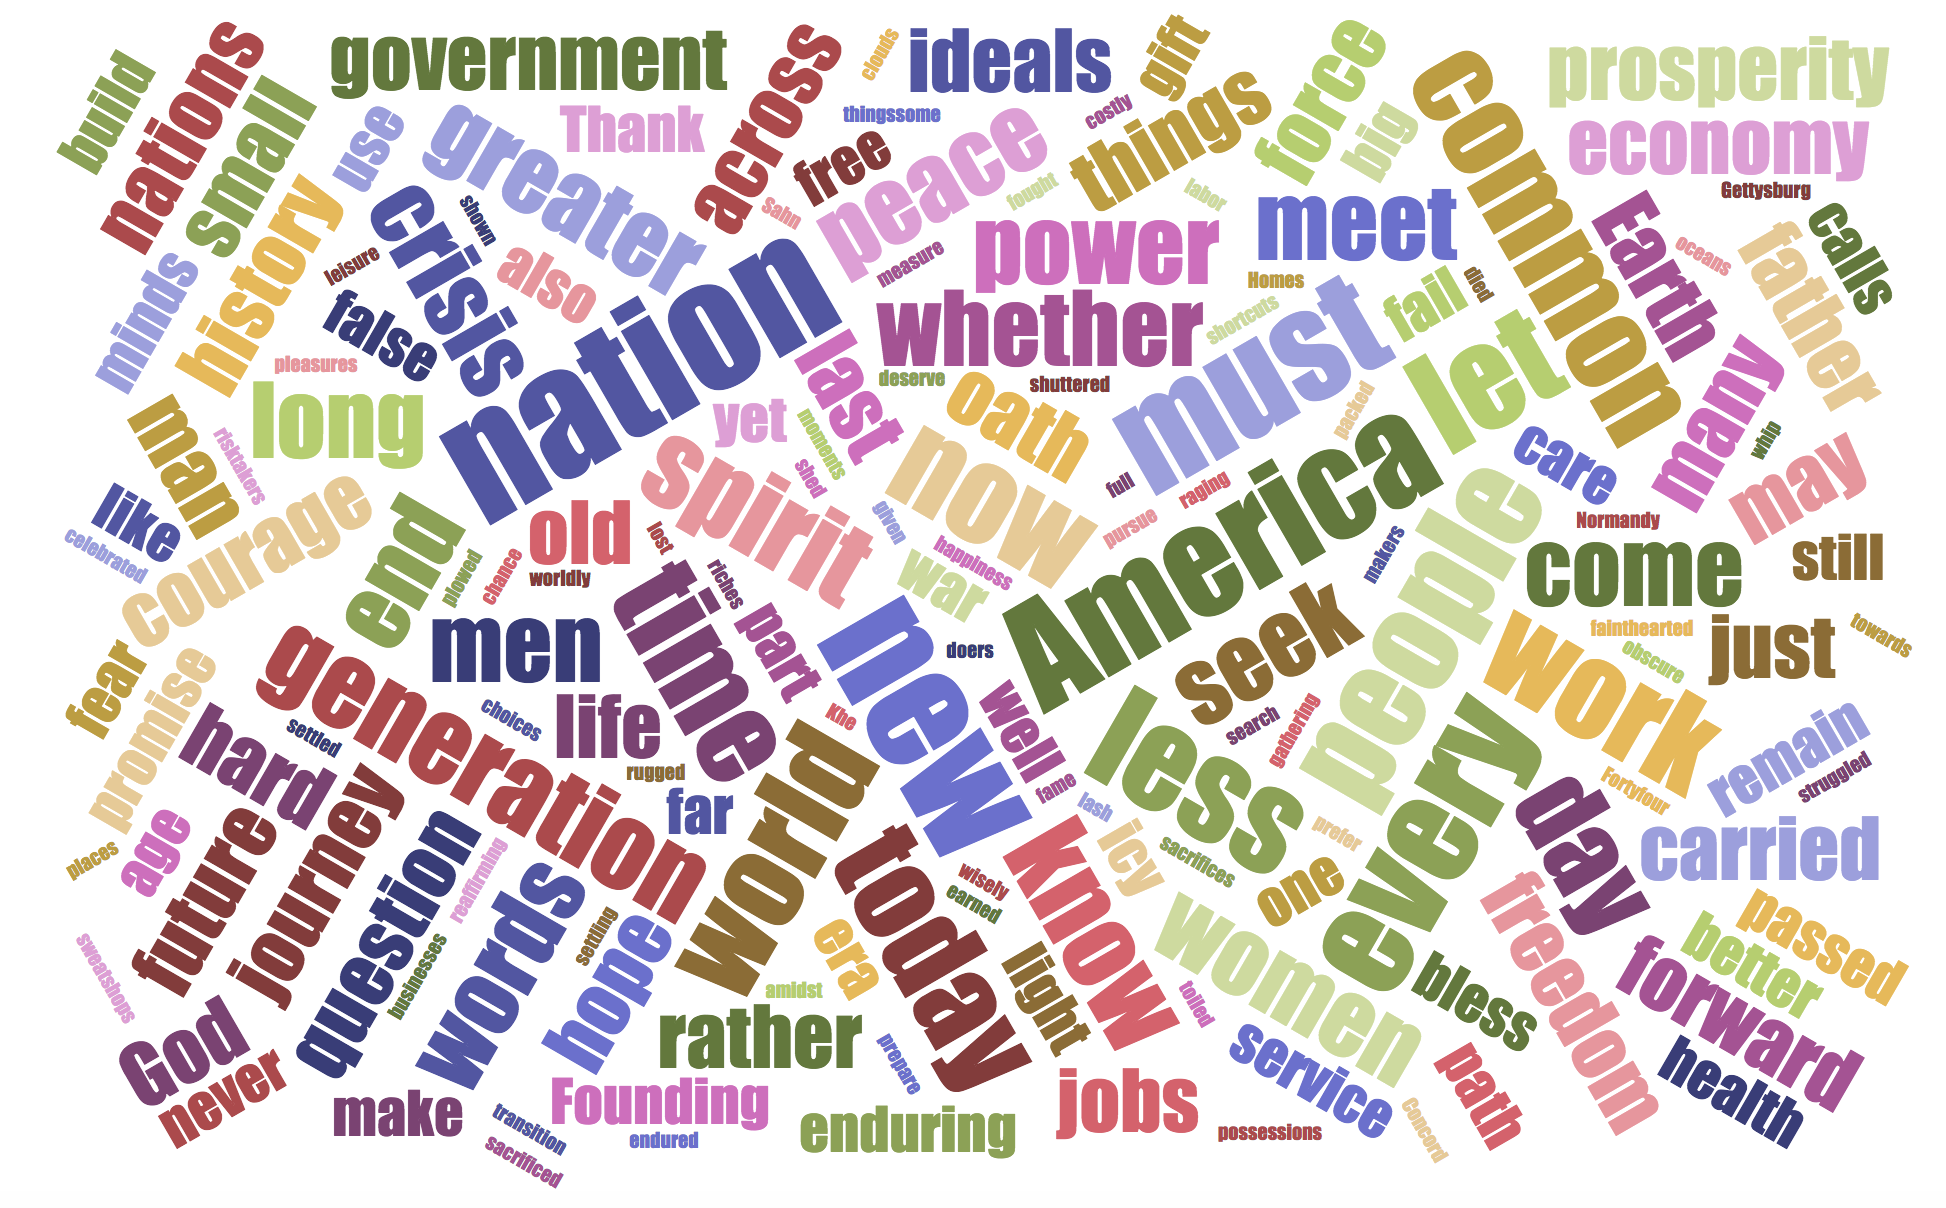 build
nations
small
government
Thank
across
clouds
ideals
thingssome
costly
gift
things
force
big
common
prosperity
economy
Gettysburg
use
greater
free
Sahn
peace
fought
labor
history
minds
shown
crisis
leisure
also
measure
power
meet
Homes
died
Earth
oceans
father
calls
false
pleasures
nation
last
whether
shortcuts
must
fail
let
many
man
risktakers
long
yet
moments
shed
deserve
shuttered
oath
packed
care
whip
may
like
celebrated
courage
end
plowed
chance
old
worldly
lost
spirit
given
now
full
pursue
raging
America
makers
people
Normandy
come
still
riches
war
happiness
fear
promise
generation
men
time
part
new
doers
seek
work
fainthearted
obscure
just
towards
hard
settled
choices
life
rugged
Khe
far
world
well
fame
less
search
gathering
every
Fortyfour
remain
struggled
places
age
future
journey
question
reaffirming
words
settling
hope
era
today
wisely
earned
know
lash
icy
sacrifices
prefer
one
day
carried
sweatshops
businesses
amidst
light
women
toiled
bless
freedom
forward
better
passed
God
never
make
transition
sacrificed
rather
Founding
endured
prepare
enduring
jobs
possessions
service
Concord
path
health